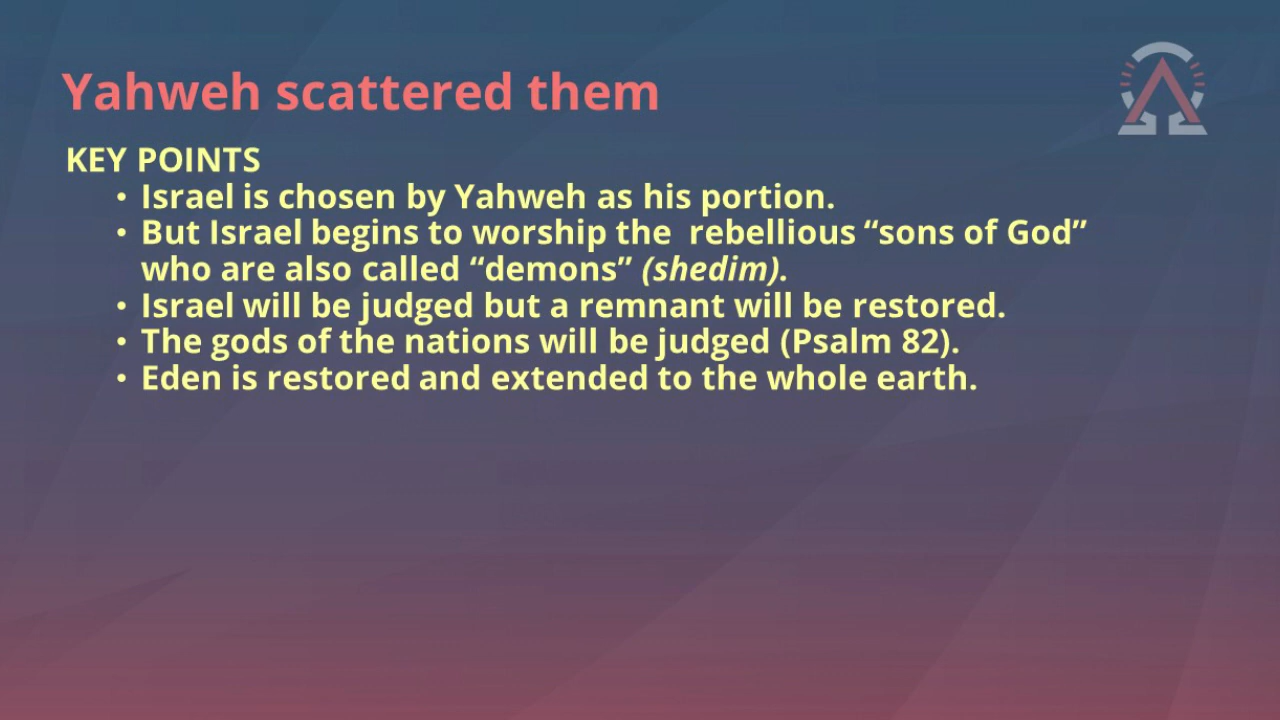 Yahweh scattered them
KEY POINTS
• Israel is chosen by Yahweh as his portion.
• But Israel begins to worship the  rebellious “sons of God”
who are also called “demons” (shedim).
• Israel will be judged but a remnant will be restored.
• The gods of the nations will be judged (Psalm 82).
• Eden is restored and extended to the whole earth.